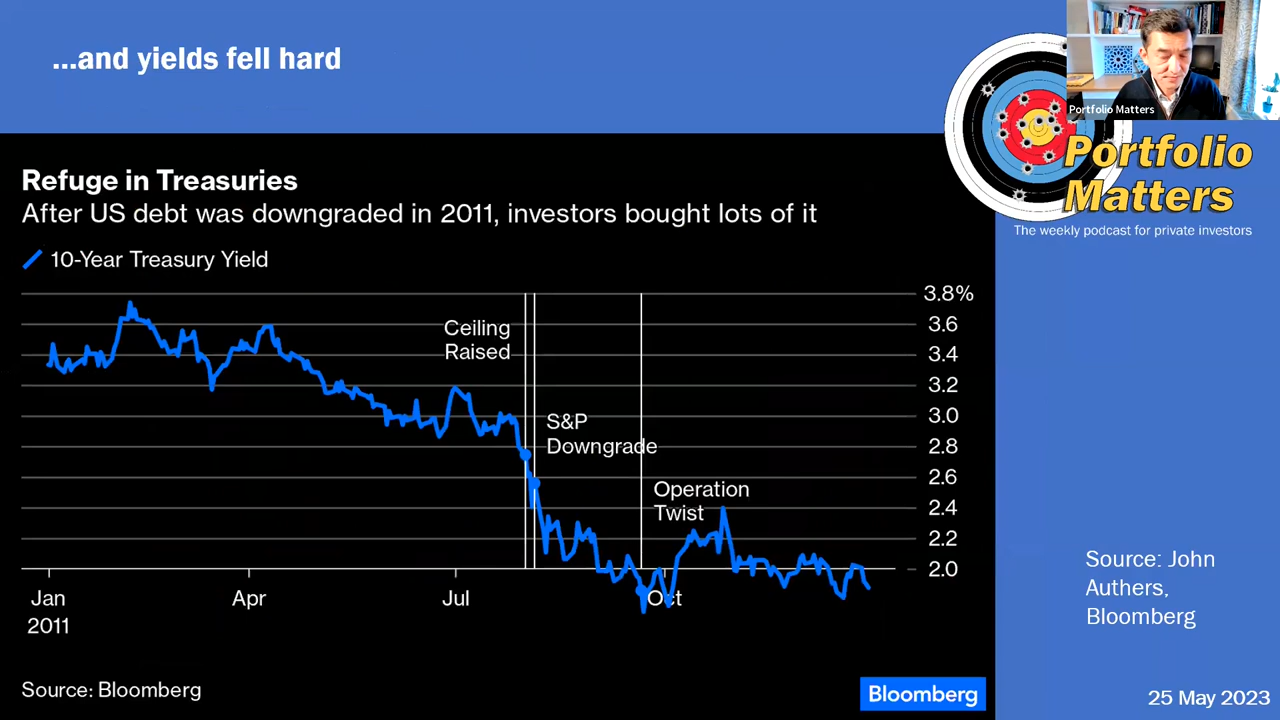 ...and yields fell hard
Portfolio Matters
Portfolio
Matters
The weekly podcast for private investors
Refuge in Treasuries
After US debt was downgraded in 2011, investors bought lots of it
10-Year Treasury Yield
3.8%
3.6
3.4
3.2
3.0
2.8
2.6
2.4
2.2
2.0
Ceiling
Raised
S&P
Downgrade
Operation
Twist
Jan
2011
Apr
Jul
Oct
Source: John
Authers,
Bloomberg
Source: Bloomberg
Bloomberg
25 May 2023